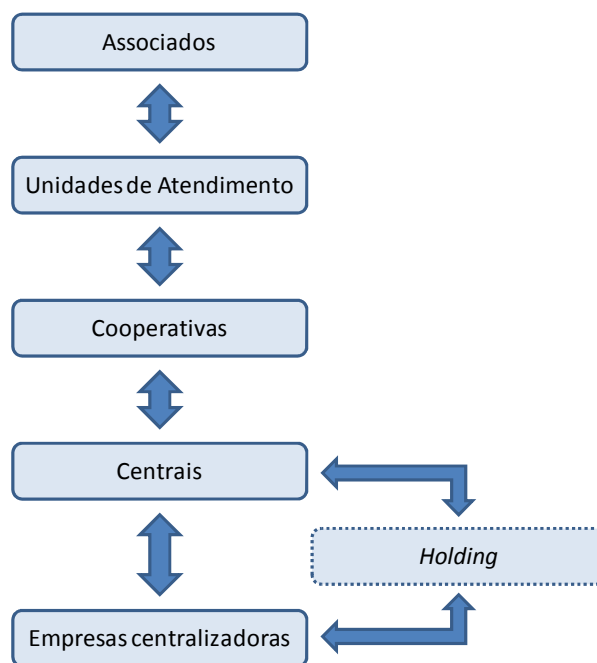 Associados
Unidades de Atendimento
Cooperativas
Centrais
Holding
Empresas centralizadoras